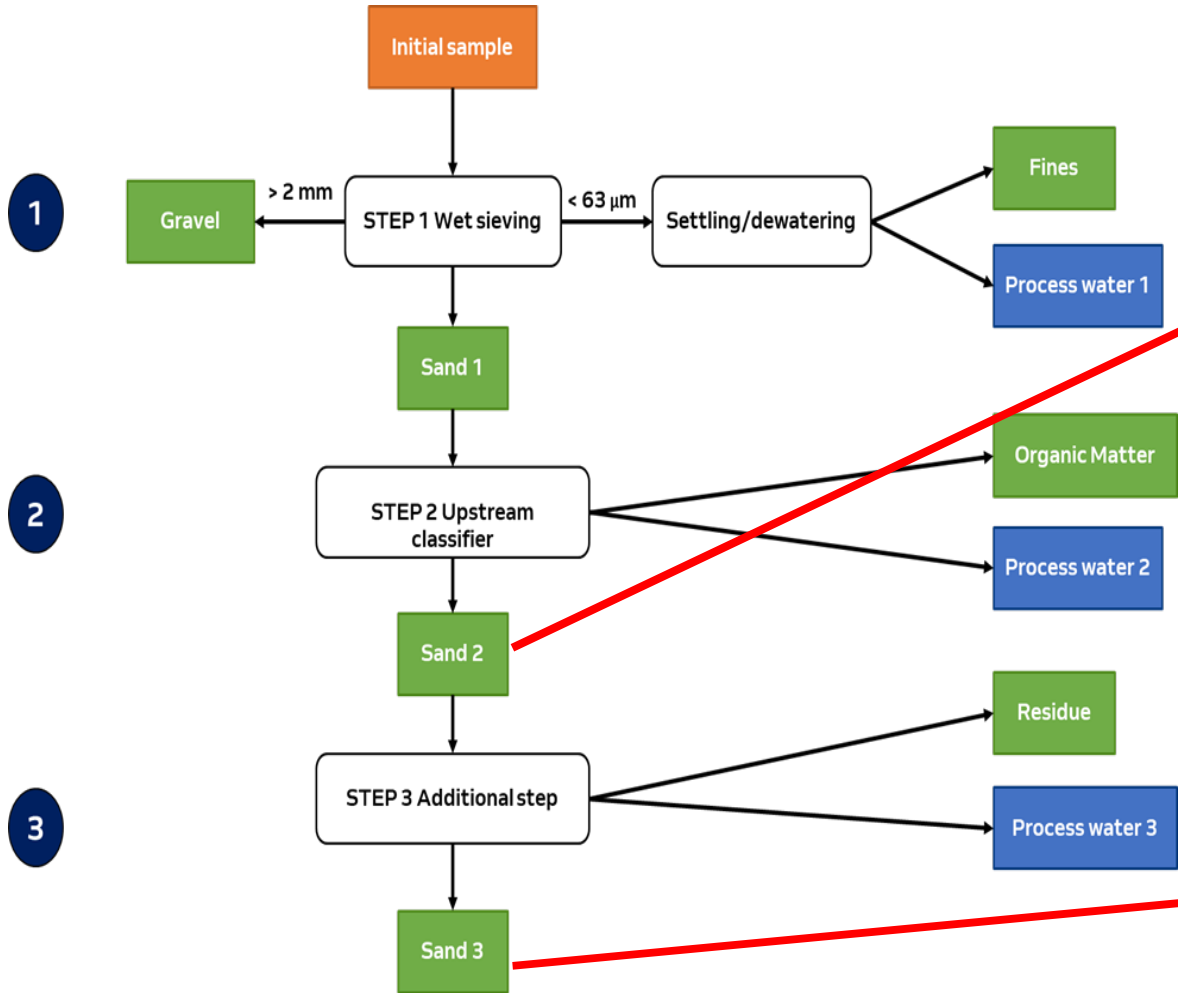 Initial sample
1
Gravel
> 2 mm
STEP 1 Wet sieving
< 63 µm
Settling/dewatering
Fines
Process water 1
Sand 1
2
STEP 2 Upstream
classifier
Organic Matter
Process water 2
Sand 2
3
STEP 3 Additional step
Residue
Process water 3
Sand 3